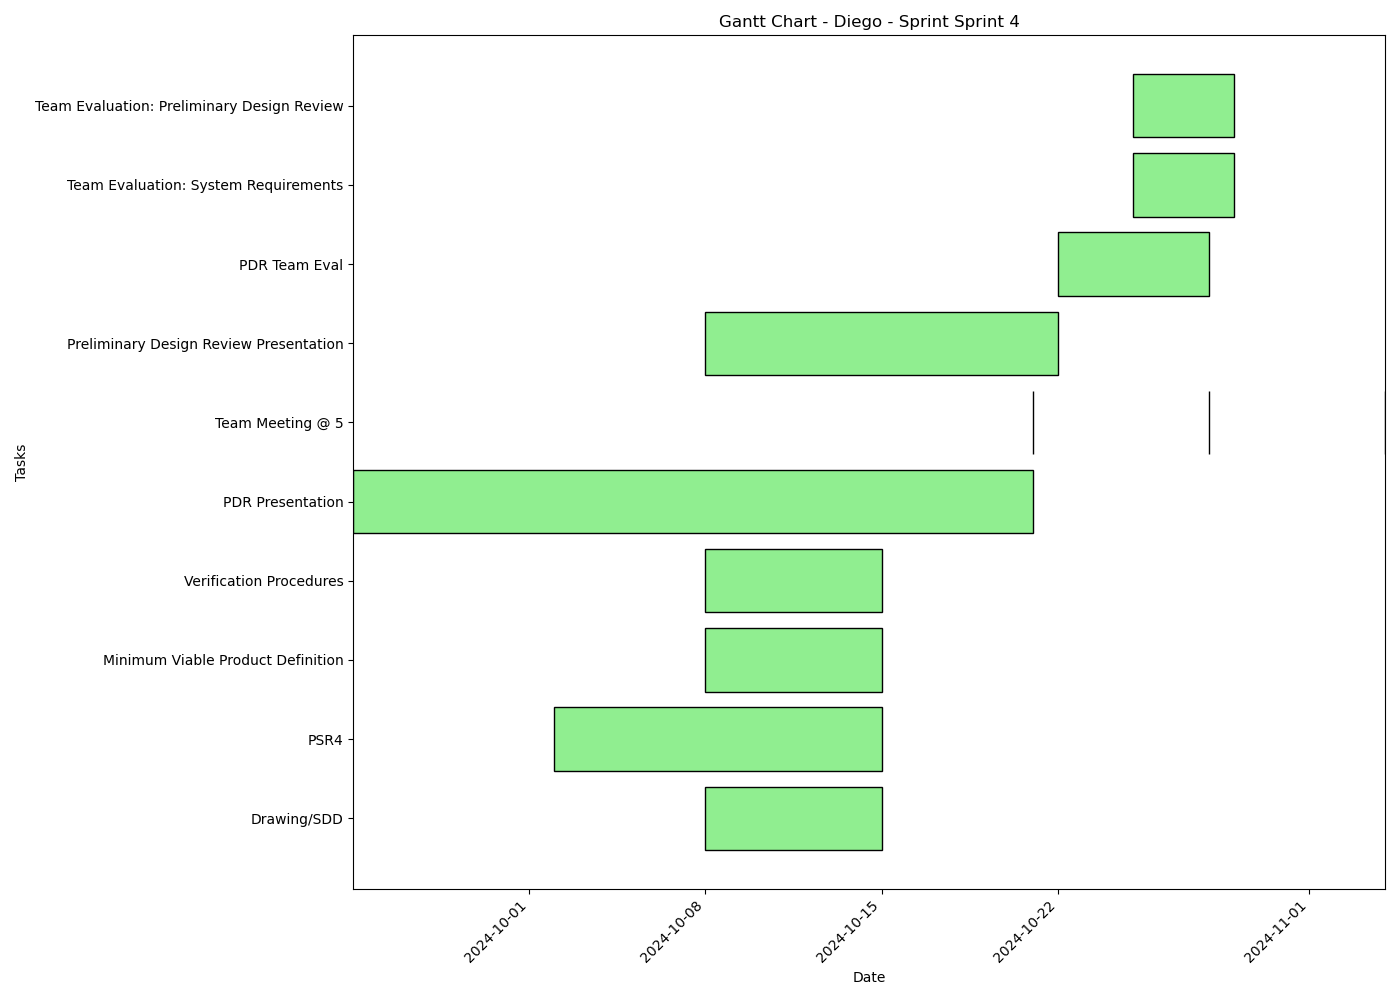 Gantt Chart - Diego - Sprint Sprint 4
Team Evaluation: Preliminary Design Review
Team Evaluation: System Requirements
PDR Team Eval
Preliminary Design Review Presentation
Team Meeting @ 5
PDR Presentation
Verification Procedures
Minimum Viable Product Definition
PSR4
Drawing/SDD
Tasks
2024-10-01
2024-10-08
2024-10-15
2024-10-22
2024-11-01
Date